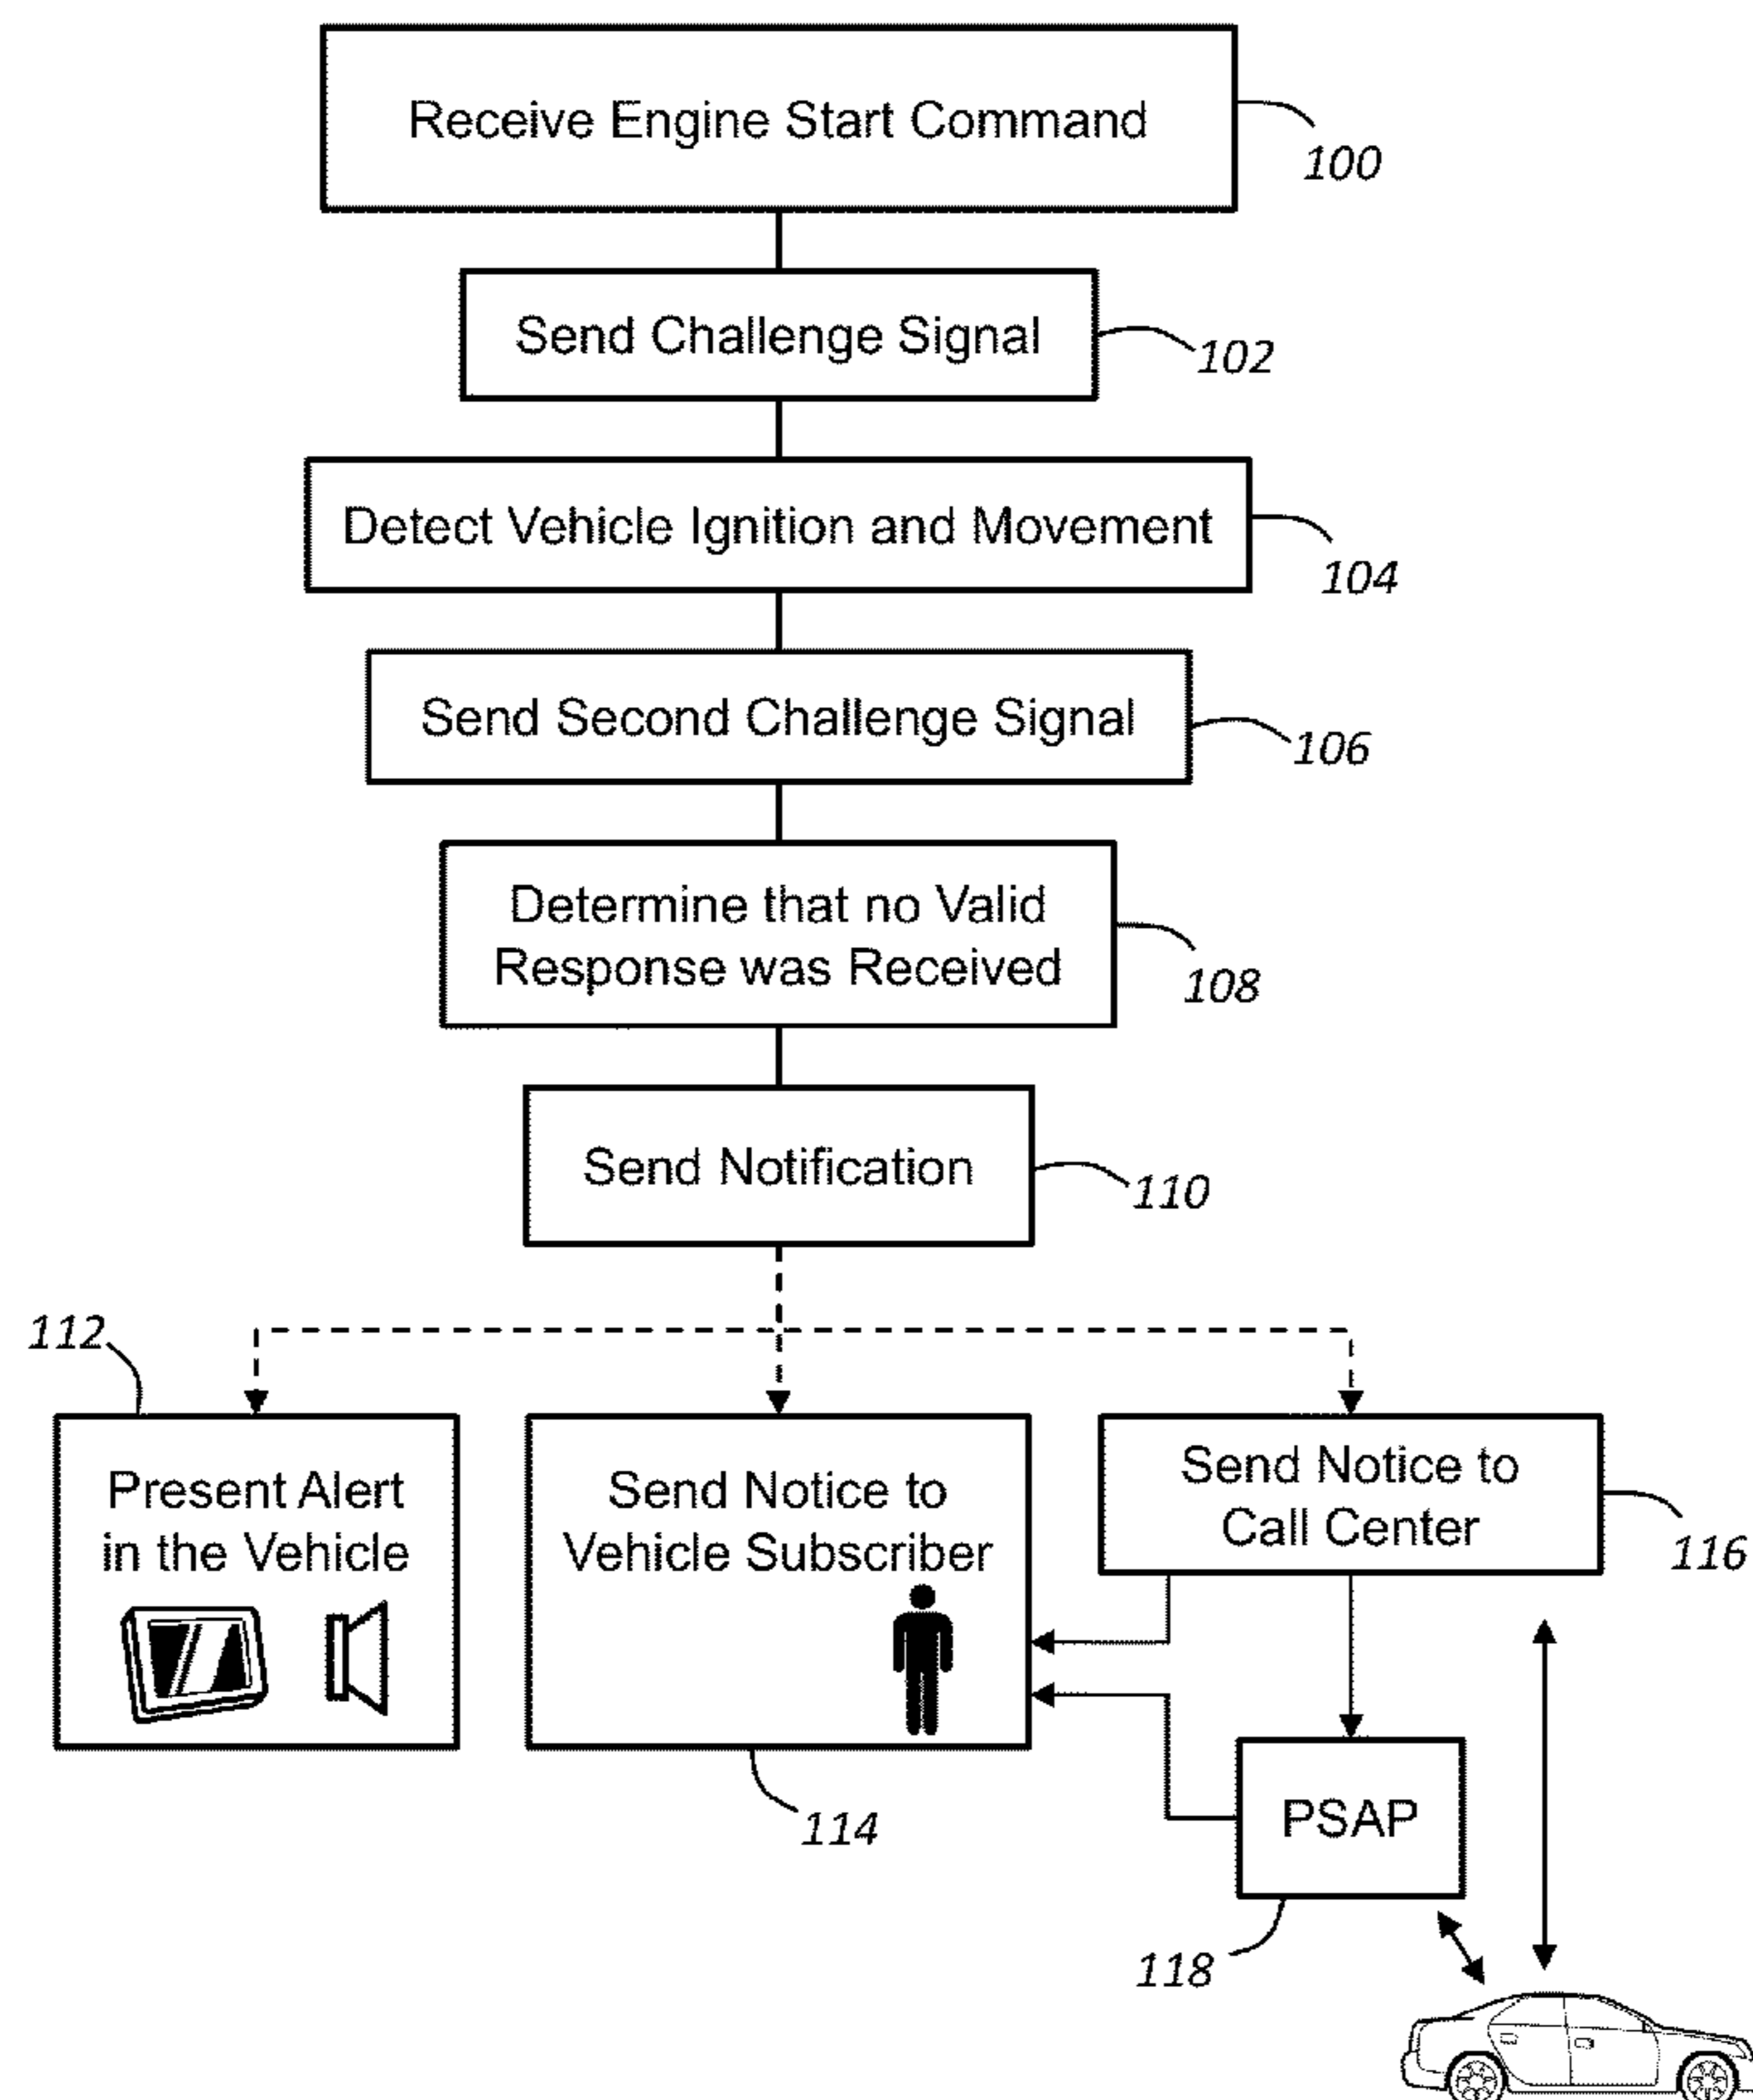 Receive Engine Start Command
100
Send Challenge Signal
102
Detect Vehicle Ignition and Movement
104
Send Second Challenge Signal
106
Determine that no Valid
Response was Received
108
Send Notification
110
112
Present Alert
in the Vehicle
Send Notice to
Vehicle Subscriber
114
Send Notice to
Call Center
116
PSAP
118